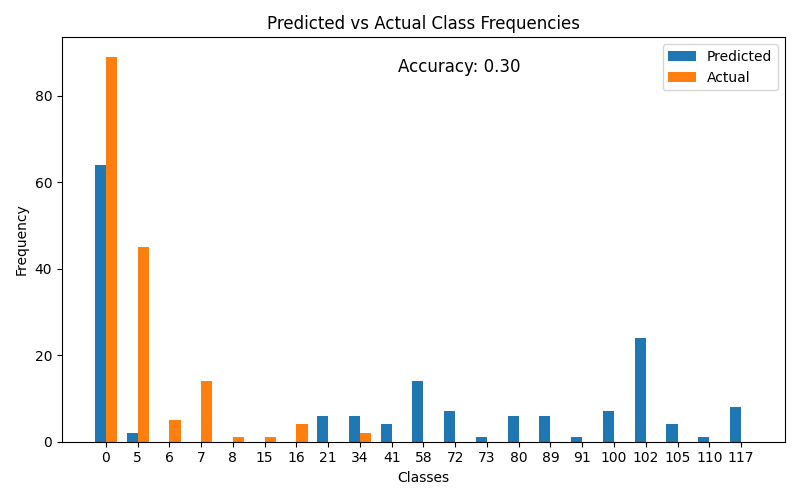 Predicted vs Actual Class Frequencies
Accuracy: 0.30
Predicted
Actual
Frequency
80
60
40
20
0
0 5 6 7 8 15 16 21 34 41 58 72 73 80 89 91 100 102 105 110 117
Classes